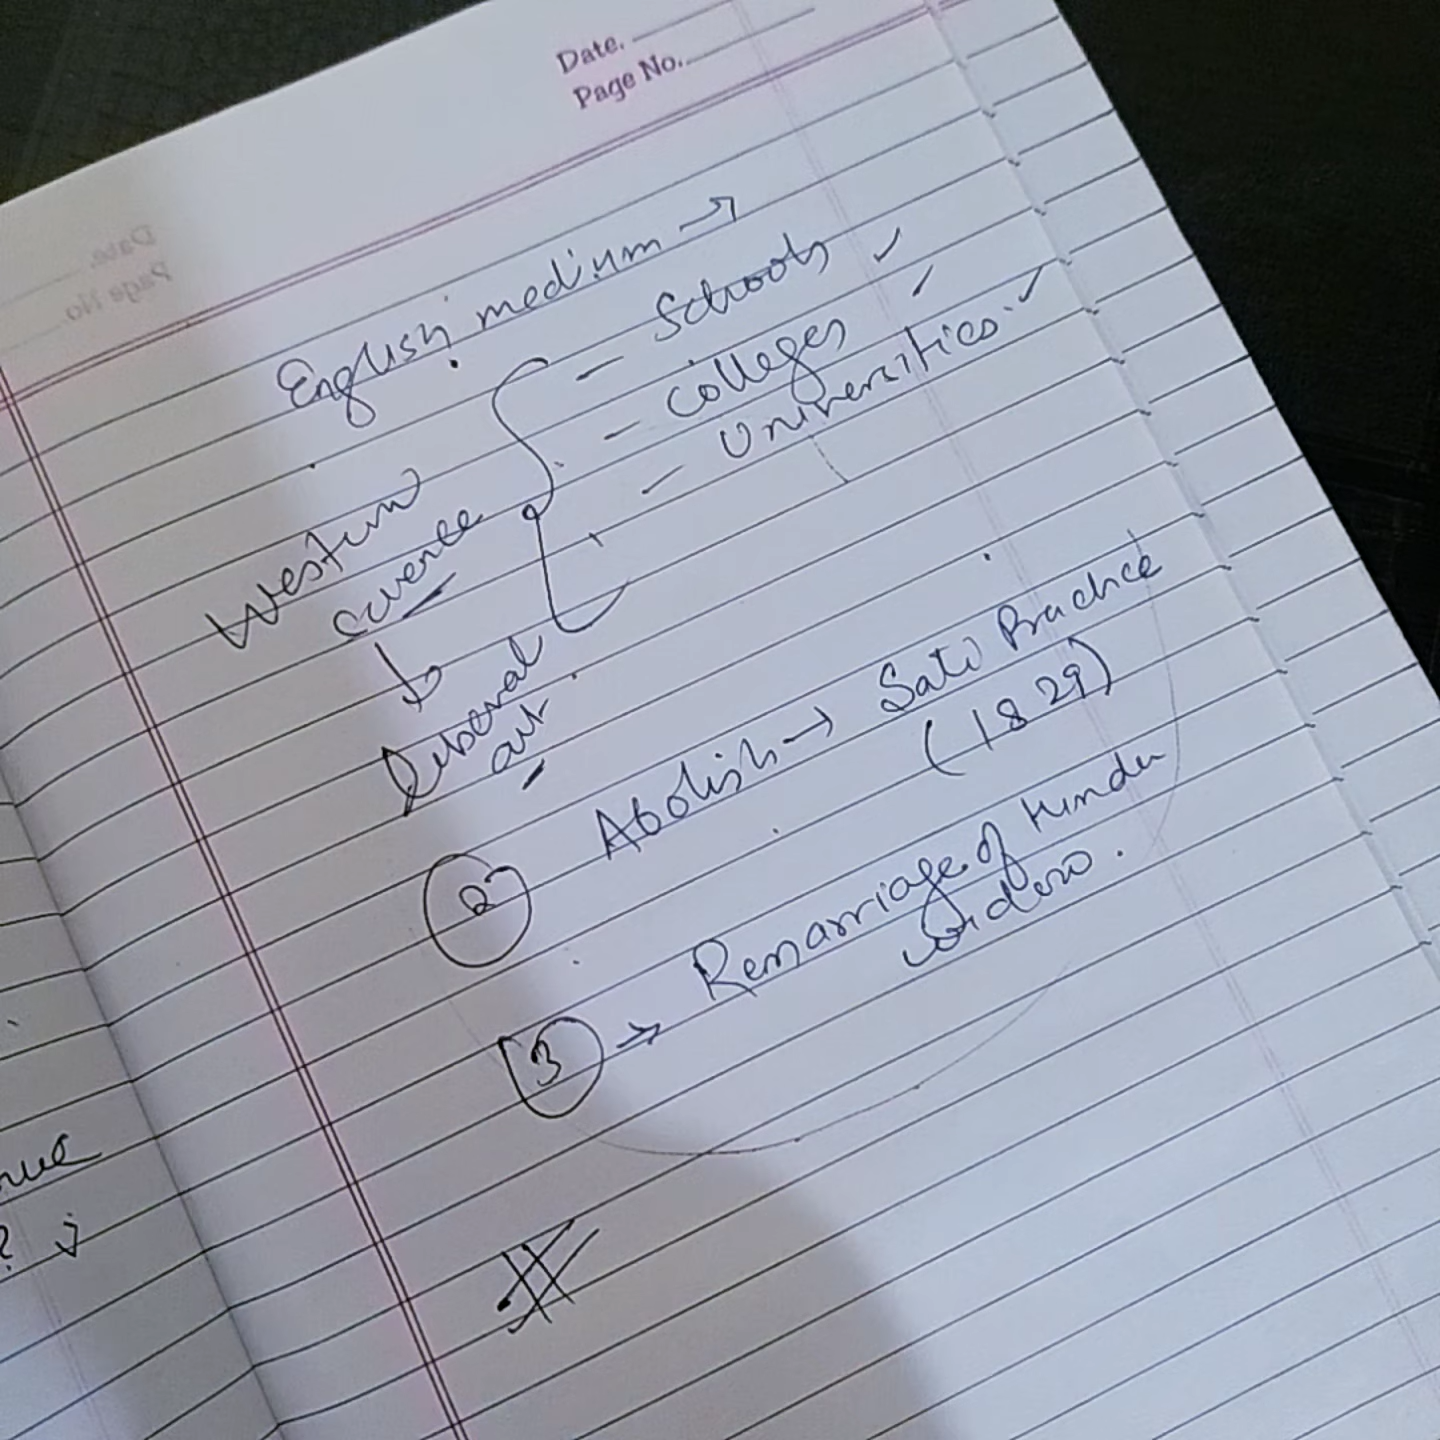 Date.
Page No.
English medium →
- Schools ✓
- Colleges ✓
- Universities ✓
Western
science
↓
liberal
art
② Abolish → Sati Practice
(1829)
③ → Remarriage of Hindu
widow.
#
? ↓